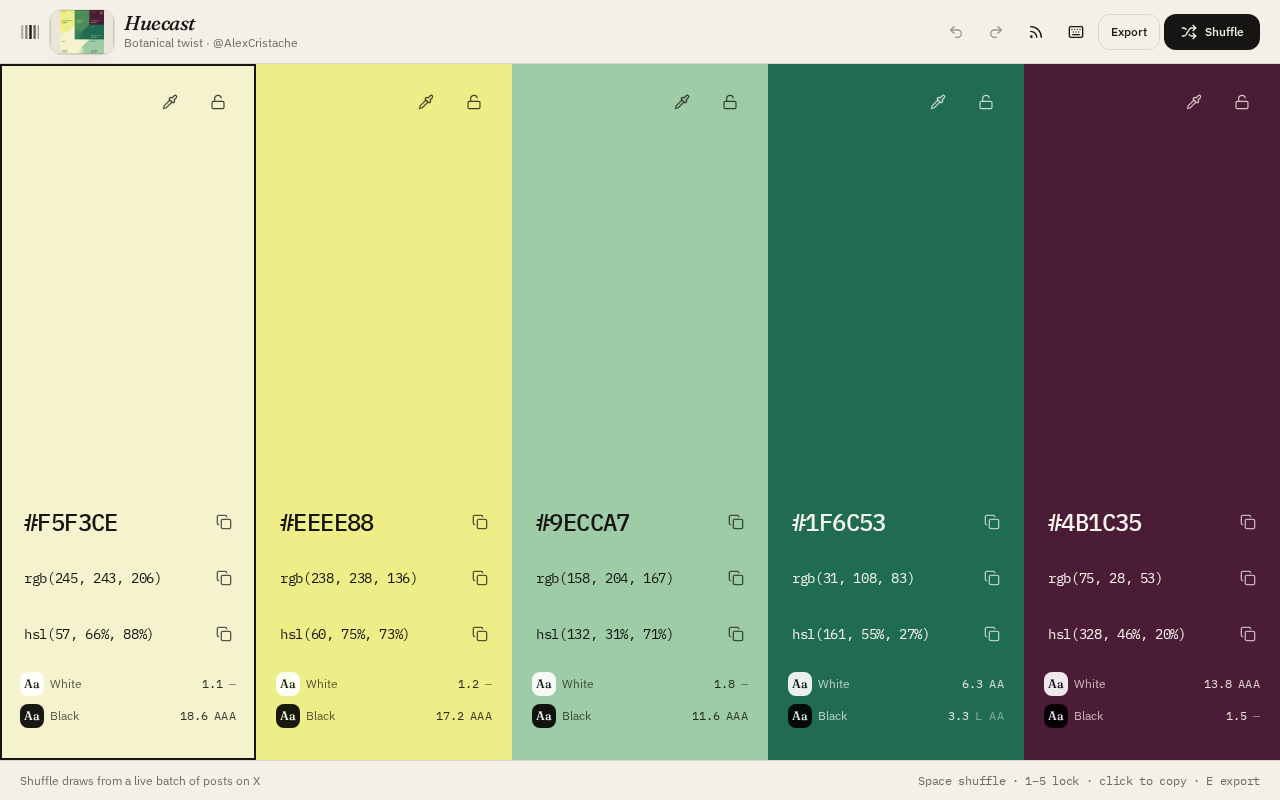 Huecast
Botanical twist · @AlexCristache
Export
Shuffle
#F5F3CE
rgb(245, 243, 206)
hsl(57, 66%, 88%)
Aa White 1.1 —
Aa Black 18.6 AAA
#EEEE88
rgb(238, 238, 136)
hsl(60, 75%, 73%)
Aa White 1.2 —
Aa Black 17.2 AAA
#9ECCA7
rgb(158, 204, 167)
hsl(132, 31%, 71%)
Aa White 1.8 —
Aa Black 11.6 AAA
#1F6C53
rgb(31, 108, 83)
hsl(161, 55%, 27%)
Aa White 6.3 AA
Aa Black 3.3 L AA
#4B1C35
rgb(75, 28, 53)
hsl(328, 46%, 20%)
Aa White 13.8 AAA
Aa Black 1.5 —
Shuffle draws from a live batch of posts on X
Space shuffle · 1–5 lock · click to copy · E export